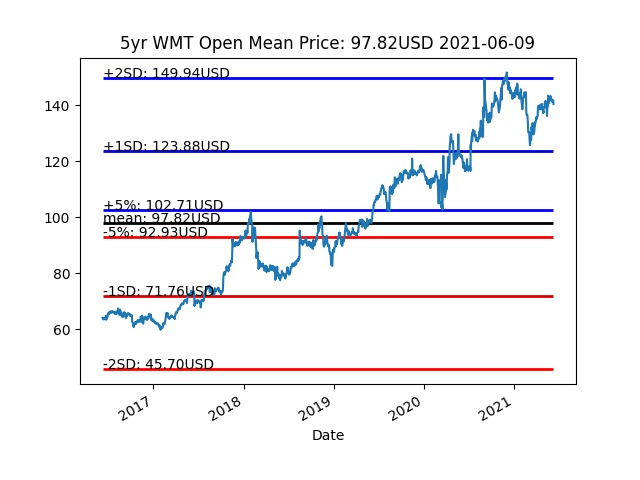 5yr WMT Open Mean Price: 97.82USD 2021-06-09
+2SD: 149.94USD
140
+1SD: 123.88USD
120
+5%: 102.71USD
100
mean: 97.82USD
-5%: 92.93USD
80
-1SD: 71.76USD
60
-2SD: 45.70USD
2017
2018
2019
2020
2021
Date